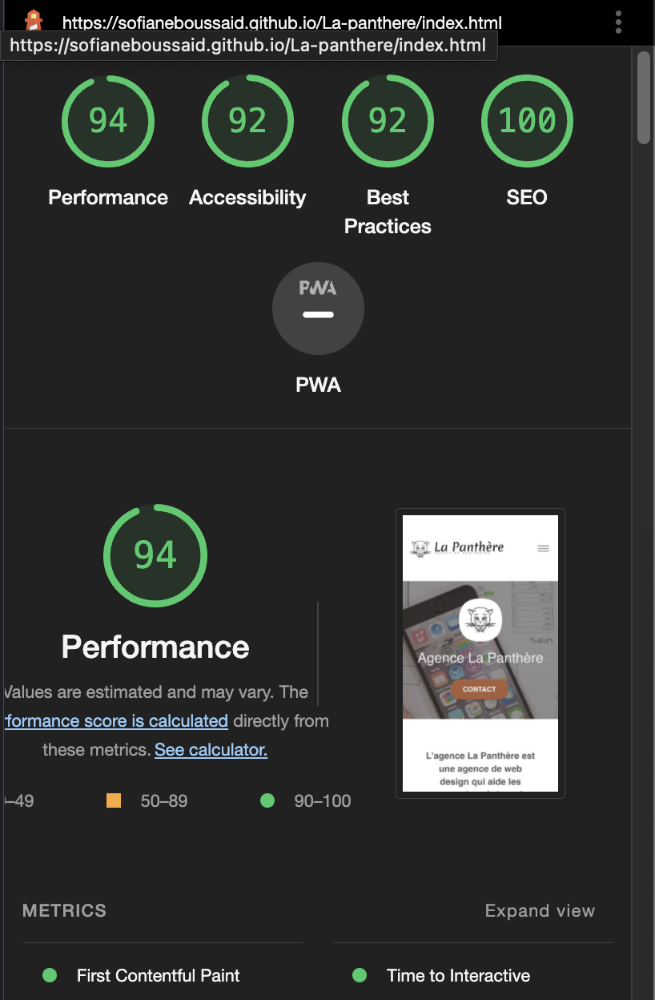 https://sofianeboussaid.github.io/La-panthere/index.html
https://sofianeboussaid.github.io/La-panthere/index.html
94
92
92
100
Performance
Accessibility
Best
Practices
SEO
PWA
PWA
94
Performance
Values are estimated and may vary. The
formance score is calculated directly from
these metrics. See calculator.
–49
50–89
90–100
La Panthère
Agence La Panthère
CONTACT
L'agence La Panthère est
une agence de web
design qui aide les
METRICS
Expand view
First Contentful Paint
Time to Interactive